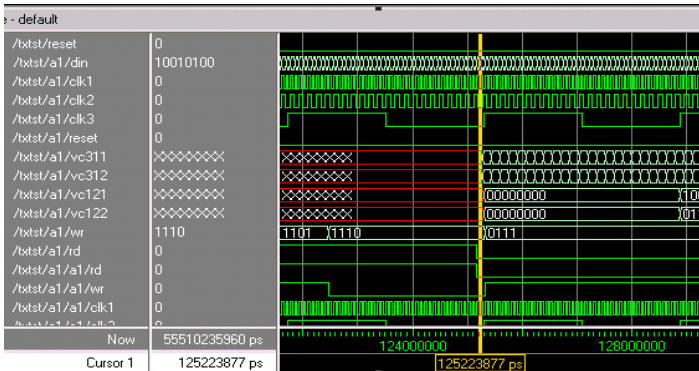 e - default
/txtst/reset 0
/txtst/a1/din 10010100
/txtst/a1/clk1 0
/txtst/a1/clk2 0
/txtst/a1/clk3 0
/txtst/a1/reset 0
/txtst/a1/vc311 XXXXXXXX XXXXXXXX
/txtst/a1/vc312 XXXXXXXX XXXXXXXX
/txtst/a1/vc121 XXXXXXXX XXXXXXXX 00000000 100
/txtst/a1/vc122 XXXXXXXX XXXXXXXX 00000000 011
/txtst/a1/wr 1110 1101 1110 0111
/txtst/a1/rd 0
/txtst/a1/a1/rd 0
/txtst/a1/a1/wr 0
/txtst/a1/a1/clk1 0
Now 55510235960 ps 124000000 128000000
Cursor 1 125223877 ps 125223877 ps